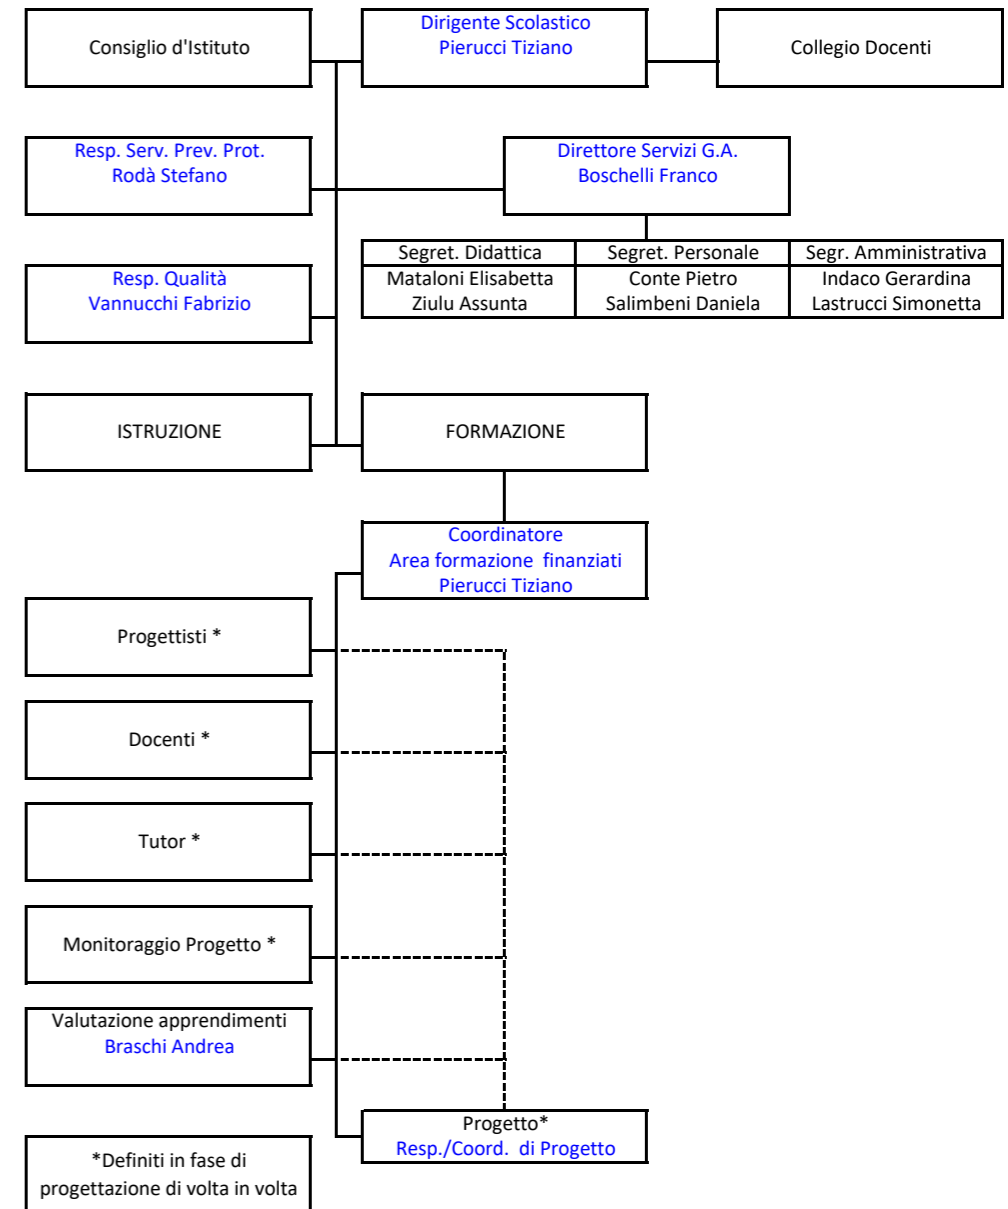 Consiglio d'Istituto
Dirigente Scolastico
Pierucci Tiziano
Collegio Docenti
Resp. Serv. Prev. Prot.
Rodà Stefano
Direttore Servizi G.A.
Boschelli Franco
Segret. Didattica
Segret. Personale
Segr. Amministrativa
Mataloni Elisabetta
Ziulu Assunta
Conte Pietro
Salimbeni Daniela
Indaco Gerardina
Lastrucci Simonetta
Resp. Qualità
Vannucchi Fabrizio
ISTRUZIONE
FORMAZIONE
Coordinatore
Area formazione finanziati
Pierucci Tiziano
Progettisti *
Docenti *
Tutor *
Monitoraggio Progetto *
Valutazione apprendimenti
Braschi Andrea
Progetto*
Resp./Coord. di Progetto
*Definiti in fase di
progettazione di volta in volta